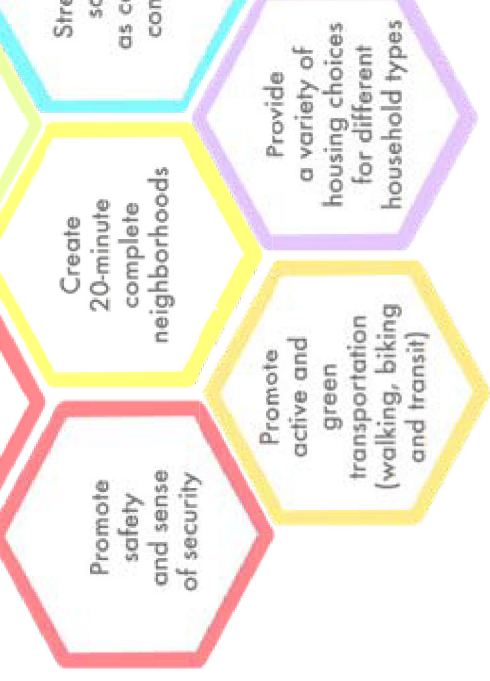 Promote
safety
and sense
of security
Create
20-minute
complete
neighborhoods
as
Promote
active and
green
transportation
(walking, biking
and transit)
Provide
a variety of
housing choices
for different
household types